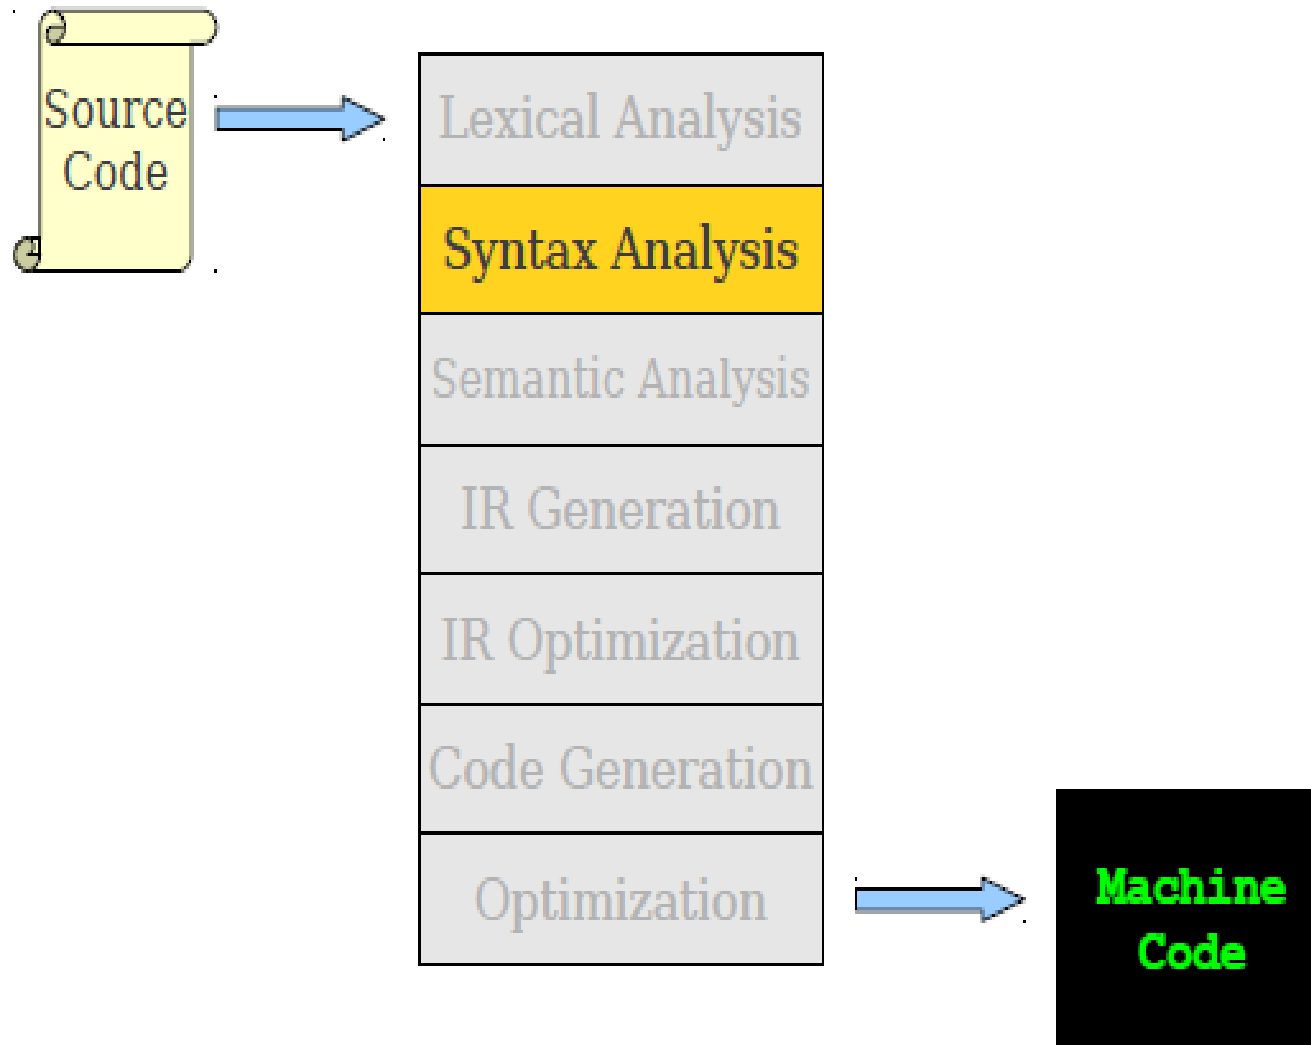 Source
Code
Lexical Analysis
Syntax Analysis
Semantic Analysis
IR Generation
IR Optimization
Code Generation
Optimization
Machine
Code